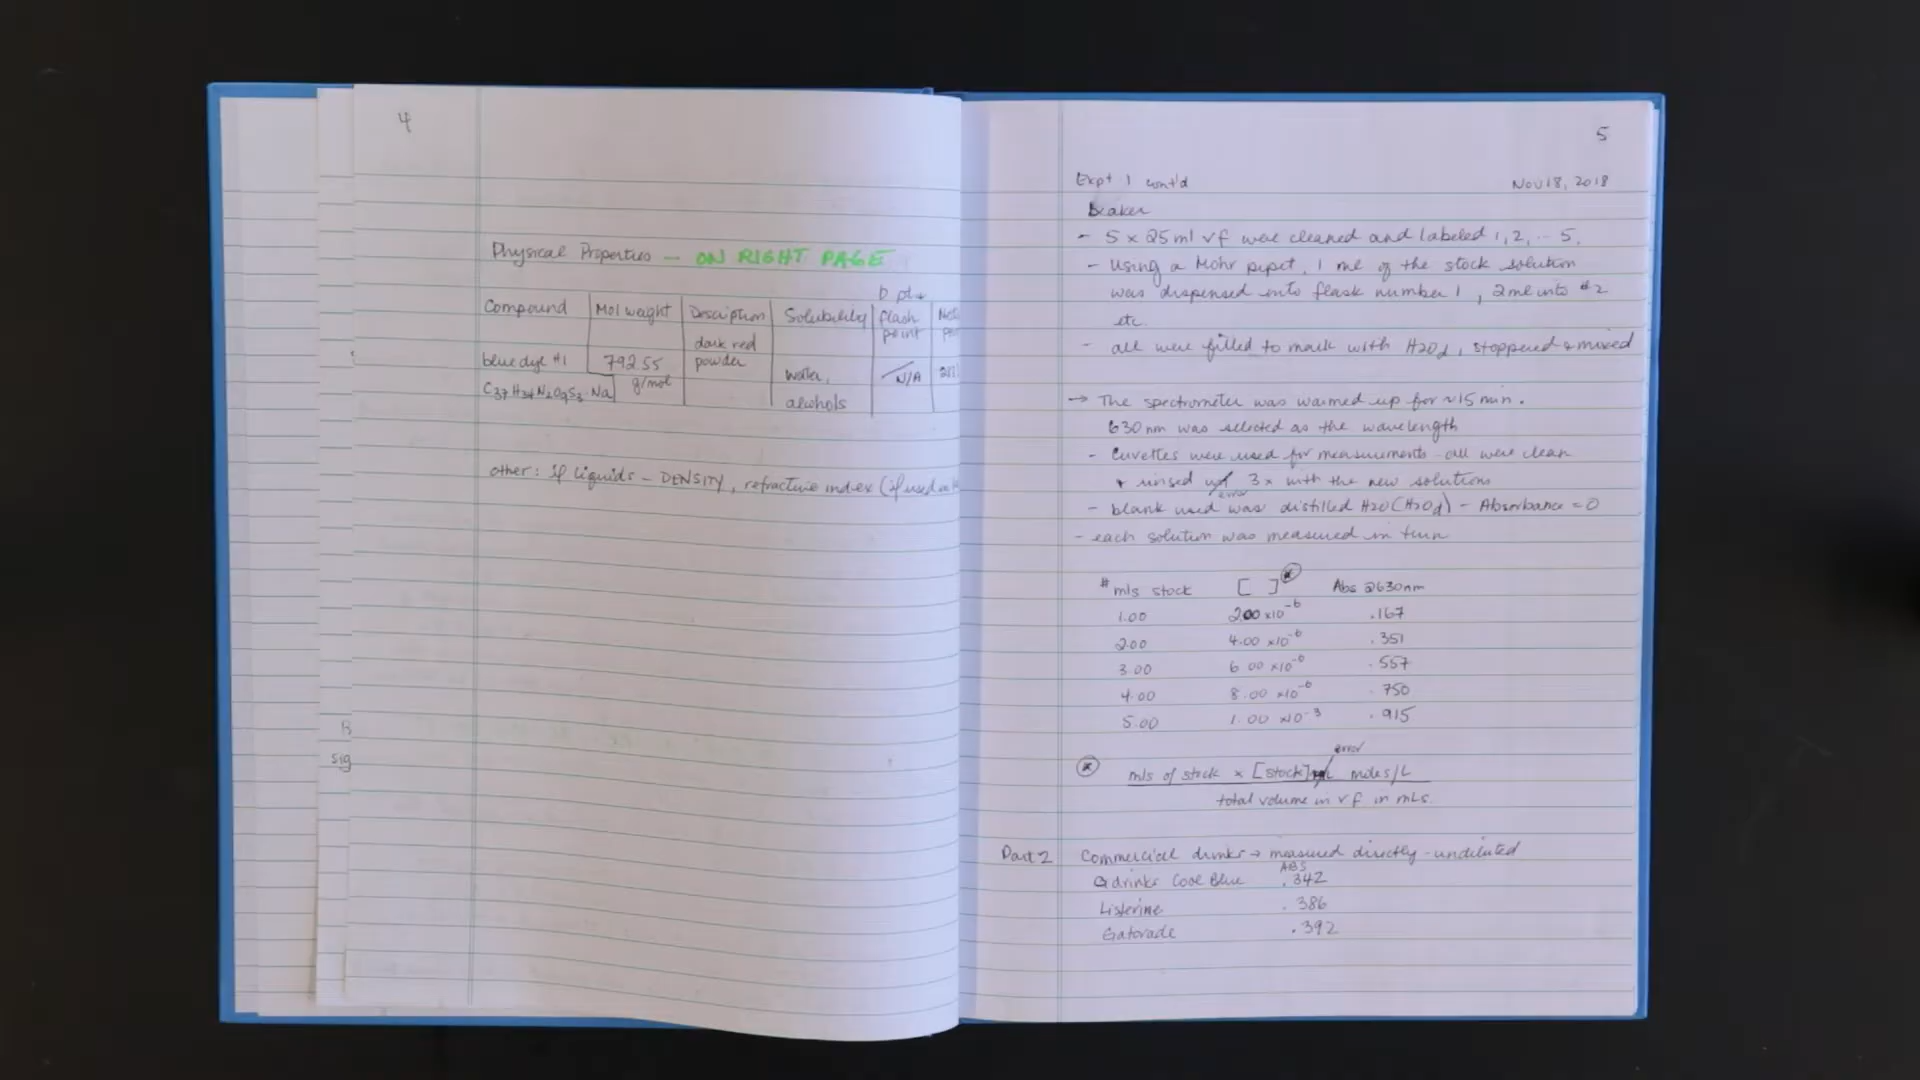 4
Physical Properties — ON RIGHT PAGE
Compound Mol weight Description Solubility b pt + flash point
blue dye #1 792.55 g/mol dark red powder water, alcohols N/A
C37H34N2O9S3·Na
other: if liquids - DENSITY, refractive index (if used
B
sig
5
Expt 1 cont'd Nov 18, 2018
Beaker
- 5 x 25 ml vf were cleaned and labeled 1, 2, -- 5.
- Using a Mohr pipet, 1 ml of the stock solution
was dispensed into flask number 1, 2ml into #2
etc.
- all were filled to mark with H2Od, stoppered & mixed
→ The spectrometer was warmed up for ~15 min.
630 nm was selected as the wavelength
- Cuvettes were used for measurements - all were clean
+ rinsed error 3x with the new solutions
- blank used was distilled H2O (H2Od) - Absorbance = 0
- each solution was measured in turn
# mls stock [ ] * Abs @630nm
1.00 2.00 x10-6 .167
2.00 4.00 x10-6 .351
3.00 6.00 x10-6 .557
4.00 8.00 x10-6 .750
5.00 1.00 x10-3 .915
error
* mls of stock x [stock] moles/L
total volume in vf in mLs.
Part 2 Commercial drinks → measured directly - undiluted
ABS
G drinks Cool Blue .342
Listerine .386
Gatorade .392